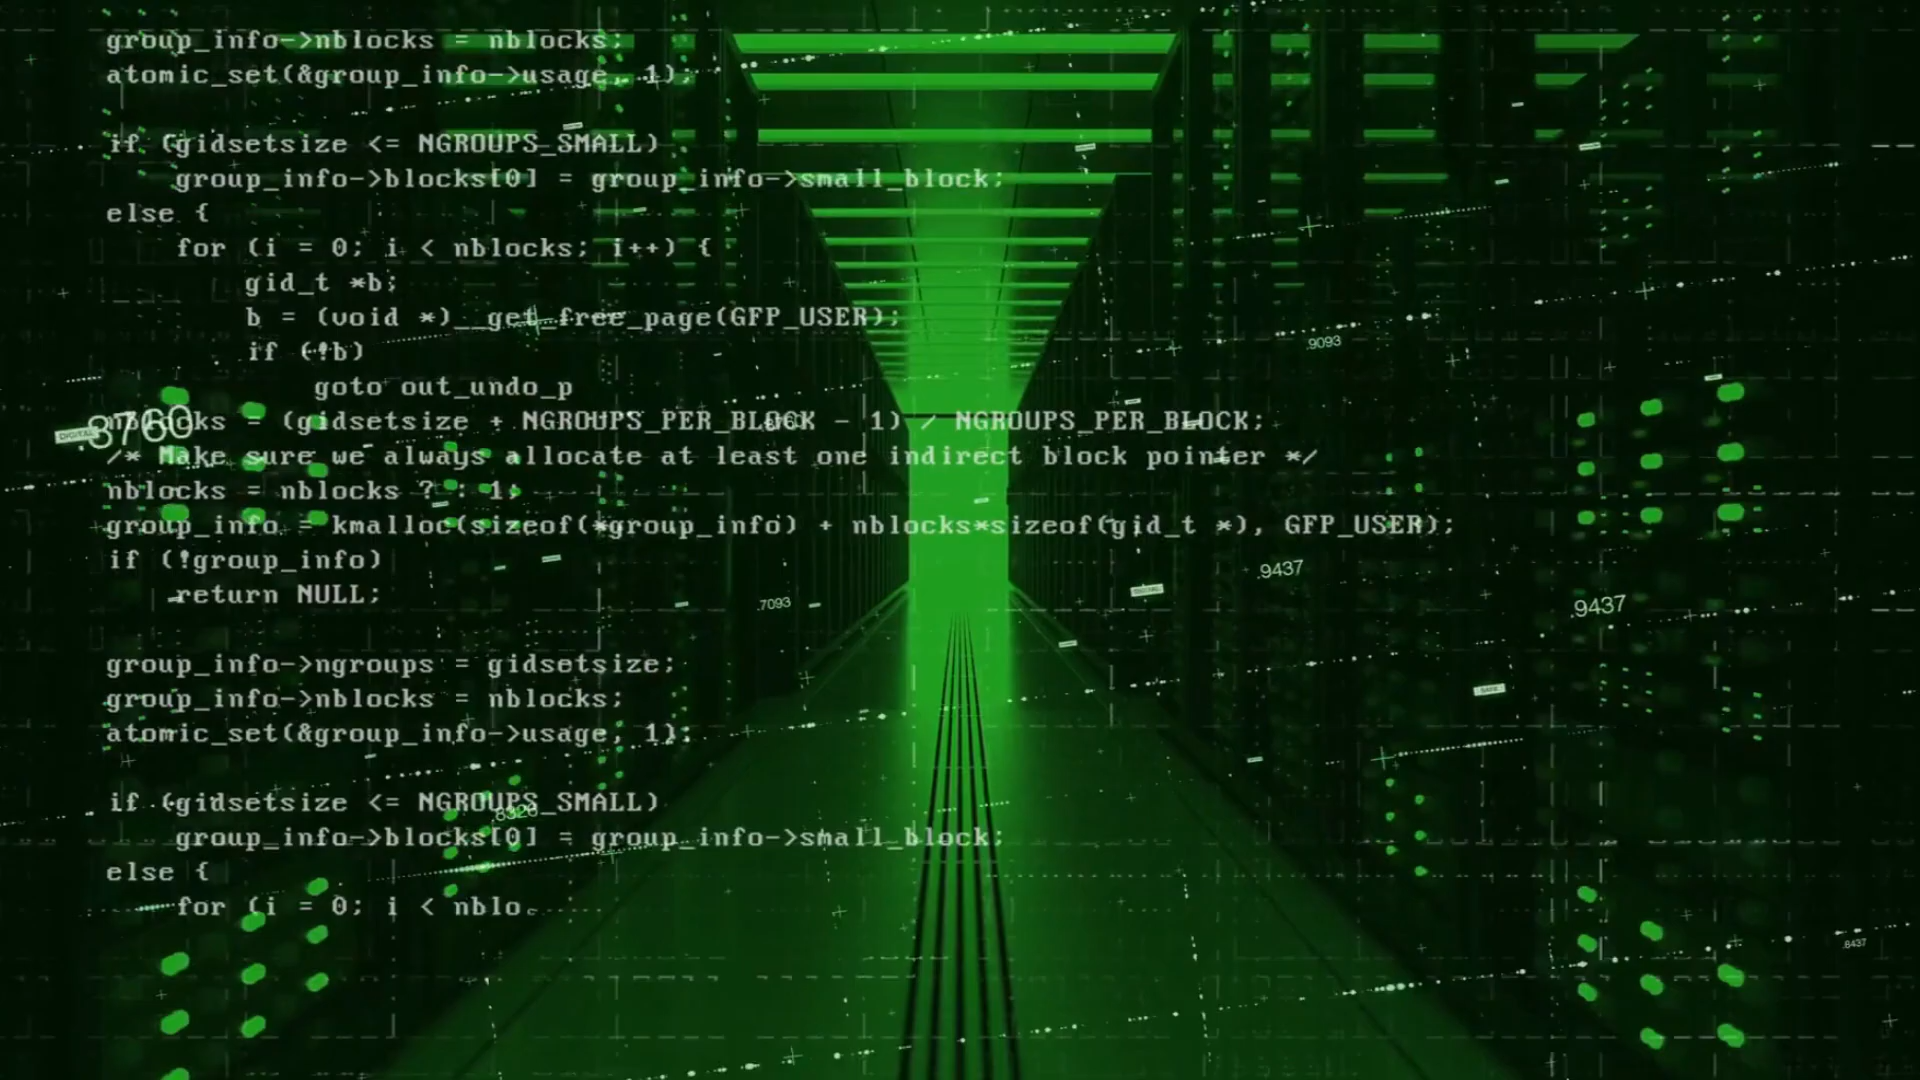 group_info->nblocks = nblocks;
atomic_set(&group_info->usage, 1);
if (gidsetsize <= NGROUPS_SMALL)
group_info->blocks[0] = group_info->small_block;
else {
for (i = 0; i < nblocks; i++) {
gid_t *b;
b = (void *)__get_free_page(GFP_USER);
if (!b)
goto out_undo_p
nblocks = (gidsetsize + NGROUPS_PER_BLOCK - 1) / NGROUPS_PER_BLOCK;
/* Make sure we always allocate at least one indirect block pointer */
nblocks = nblocks ? : 1;
group_info = kmalloc(sizeof(*group_info) + nblocks*sizeof(gid_t *), GFP_USER);
if (!group_info)
return NULL;
group_info->ngroups = gidsetsize;
group_info->nblocks = nblocks;
atomic_set(&group_info->usage, 1);
if (gidsetsize <= NGROUPS_SMALL)
group_info->blocks[0] = group_info->small_block;
else {
for (i = 0; i < nblo
.9093
DIGITAL
.3760
.9437
.7093
.9437
.8320
.8437